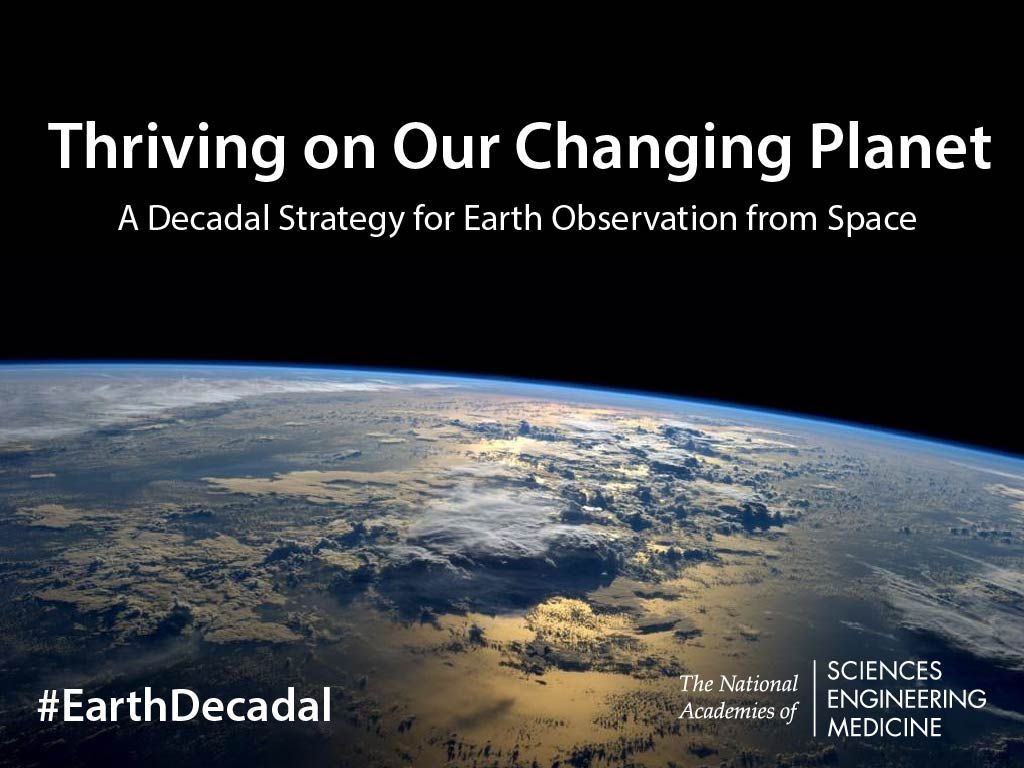 Thriving on Our Changing Planet
A Decadal Strategy for Earth Observation from Space
#EarthDecadal
The National
Academies of
SCIENCES
ENGINEERING
MEDICINE